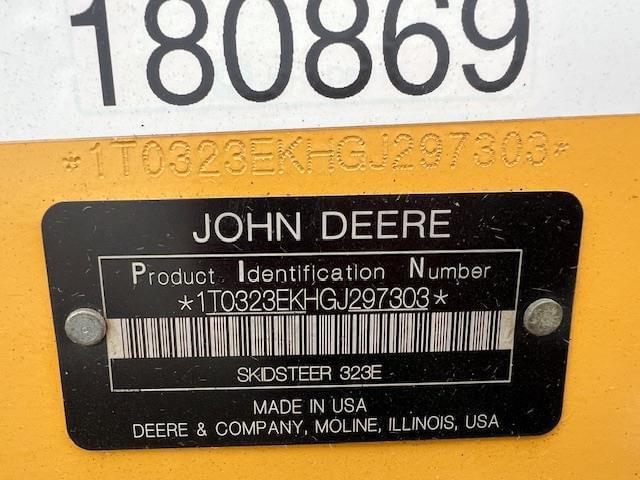 180869
*1T0323EKHGJ297303*
JOHN DEERE
Product Identification Number
*1T0323EKHGJ297303*
SKIDSTEER 323E
MADE IN USA
DEERE & COMPANY, MOLINE, ILLINOIS, USA